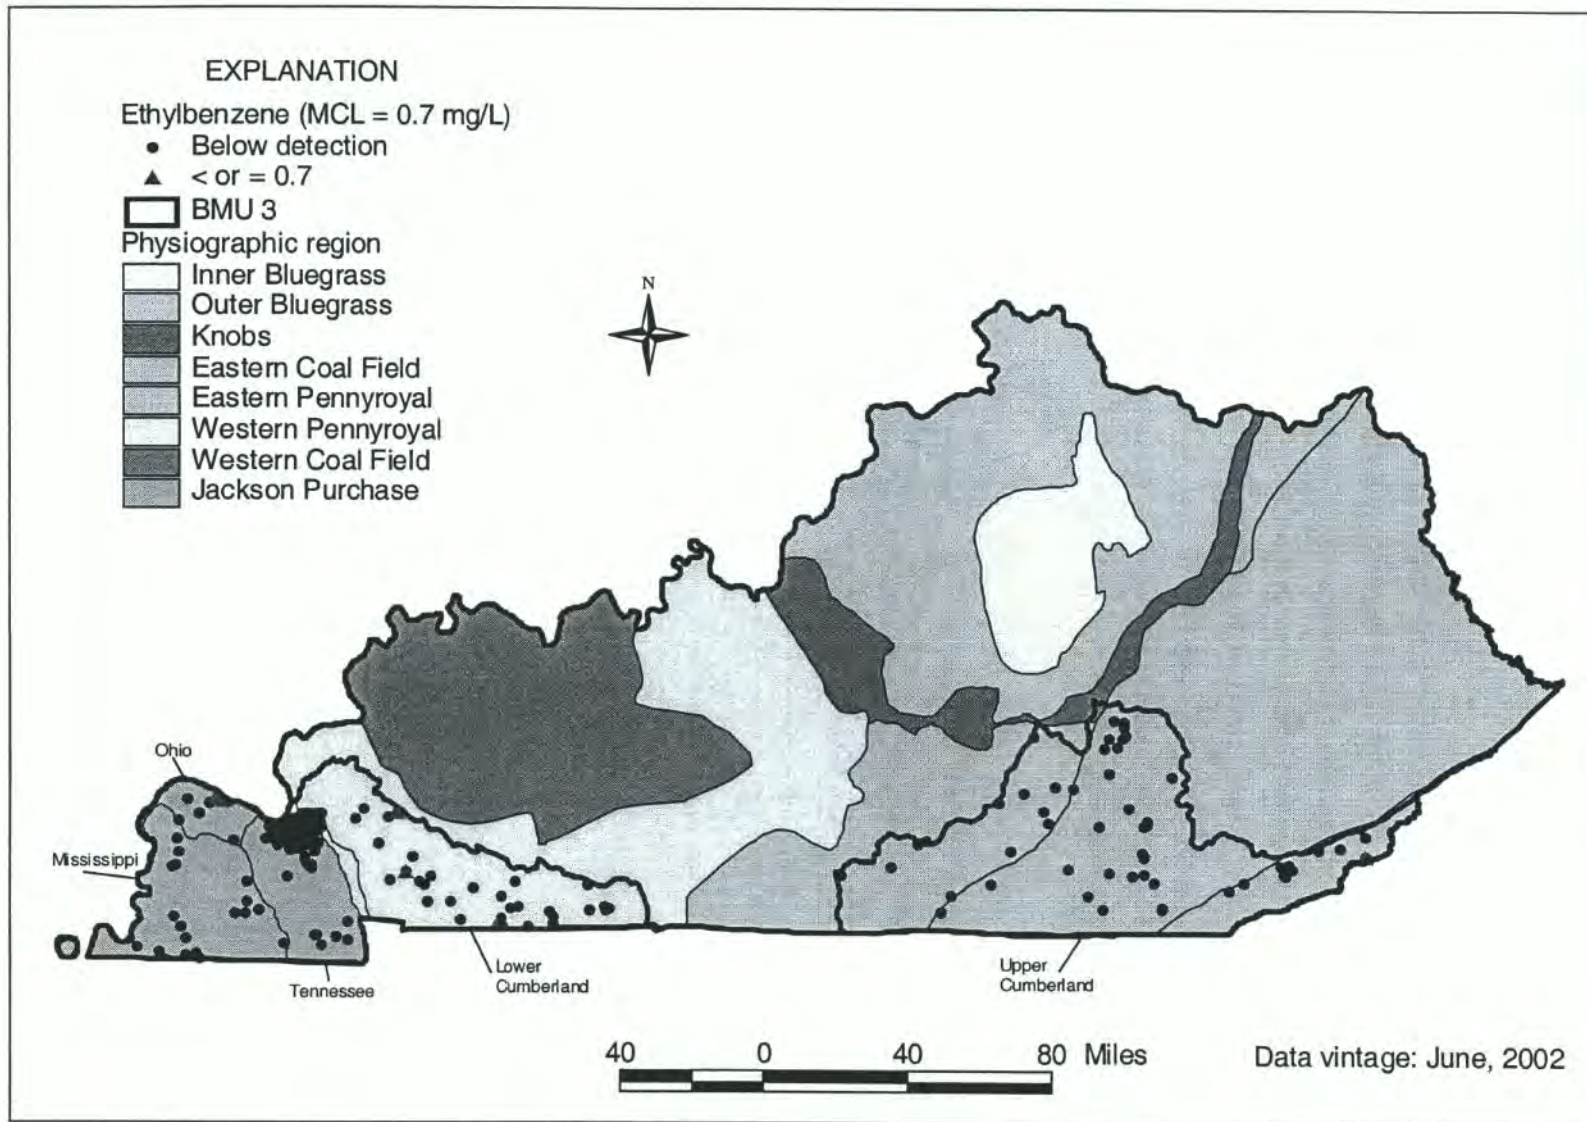 EXPLANATION
Ethylbenzene (MCL = 0.7 mg/L)
Below detection
< or = 0.7
BMU 3
Physiographic region
Inner Bluegrass
Outer Bluegrass
Knobs
Eastern Coal Field
Eastern Pennyroyal
Western Pennyroyal
Western Coal Field
Jackson Purchase
N
Ohio
Mississippi
Tennessee
Lower
Cumberland
Upper
Cumberland
40 0 40 80 Miles
Data vintage: June, 2002